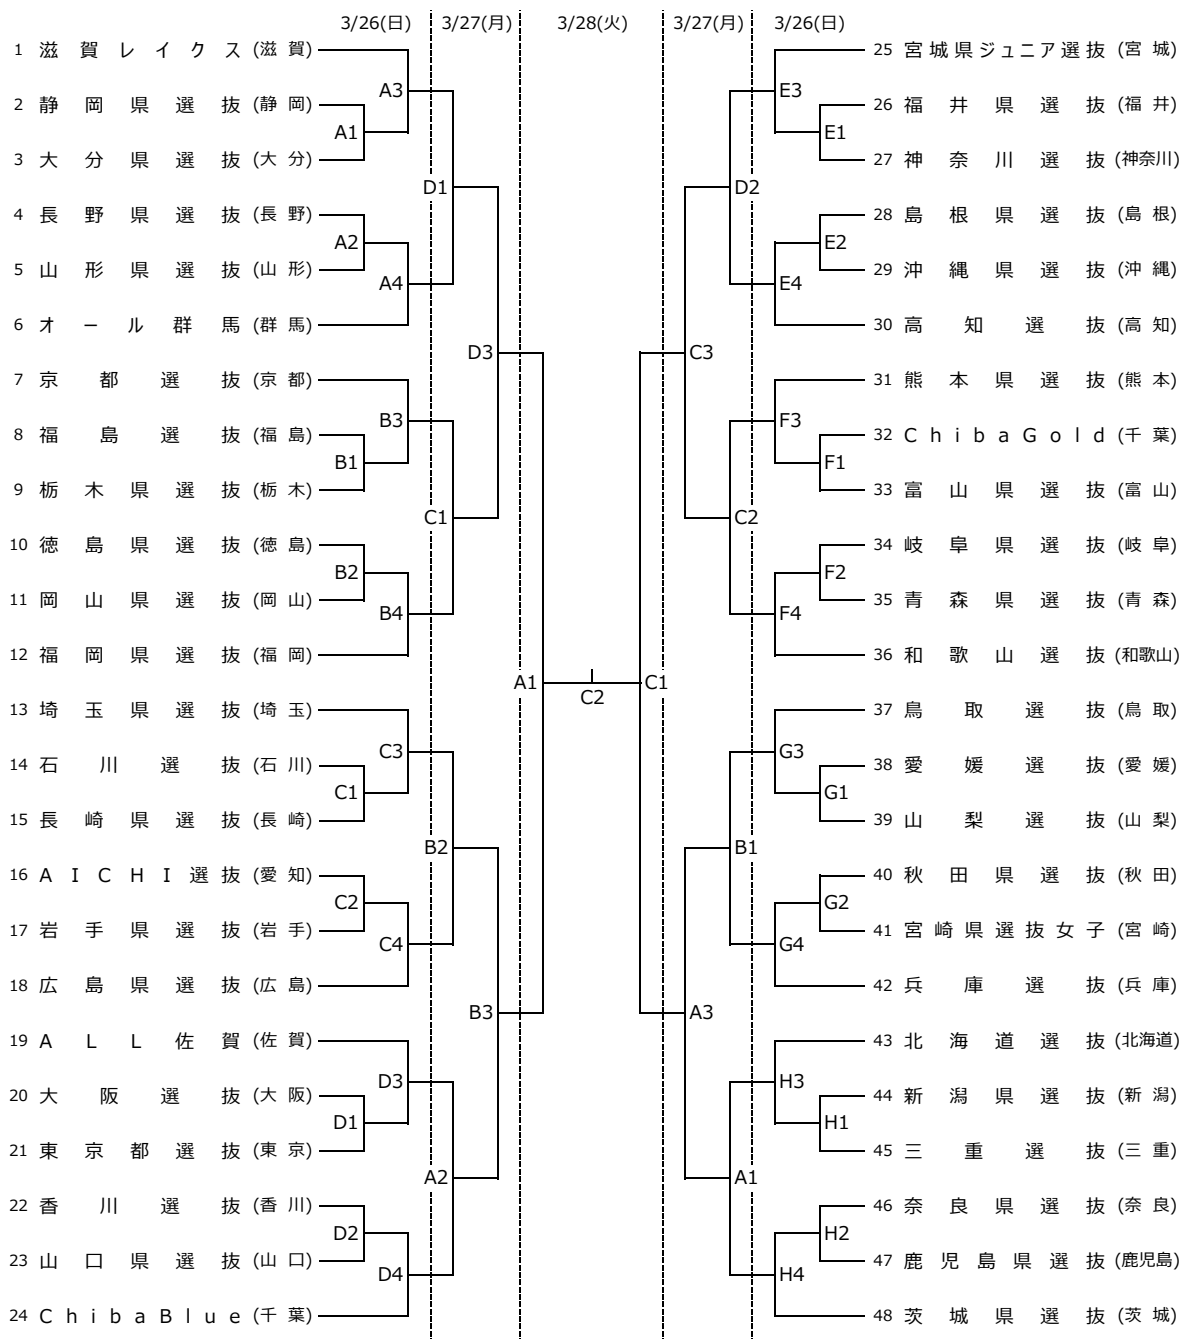 3/26(日) 3/27(月) 3/28(火) 3/27(月) 3/26(日)
1 滋賀レイクス (滋賀)
2 静岡県選抜 (静岡)
3 大分県選抜 (大分)
4 長野県選抜 (長野)
5 山形県選抜 (山形)
6 オール群馬 (群馬)
7 京都選抜 (京都)
8 福島選抜 (福島)
9 栃木県選抜 (栃木)
10 徳島県選抜 (徳島)
11 岡山県選抜 (岡山)
12 福岡県選抜 (福岡)
13 埼玉県選抜 (埼玉)
14 石川選抜 (石川)
15 長崎県選抜 (長崎)
16 AICHI選抜 (愛知)
17 岩手県選抜 (岩手)
18 広島県選抜 (広島)
19 ALL佐賀 (佐賀)
20 大阪選抜 (大阪)
21 東京都選抜 (東京)
22 香川選抜 (香川)
23 山口県選抜 (山口)
24 ChibaBlue (千葉)
A1
A2
B1
B2
C1
C2
D1
D2
A3
A4
B3
B4
C3
C4
D3
D4
D1
C1
B2
A2
D3
B3
A1
C2
C1
C3
A3
D2
C2
B1
A1
E3
E4
F3
F4
G3
G4
H3
H4
E1
E2
F1
F2
G1
G2
H1
H2
25 宮城県ジュニア選抜 (宮城)
26 福井県選抜 (福井)
27 神奈川選抜 (神奈川)
28 島根県選抜 (島根)
29 沖縄県選抜 (沖縄)
30 高知選抜 (高知)
31 熊本県選抜 (熊本)
32 ChibaGold (千葉)
33 富山県選抜 (富山)
34 岐阜県選抜 (岐阜)
35 青森県選抜 (青森)
36 和歌山選抜 (和歌山)
37 鳥取選抜 (鳥取)
38 愛媛選抜 (愛媛)
39 山梨選抜 (山梨)
40 秋田県選抜 (秋田)
41 宮崎県選抜女子 (宮崎)
42 兵庫選抜 (兵庫)
43 北海道選抜 (北海道)
44 新潟県選抜 (新潟)
45 三重選抜 (三重)
46 奈良県選抜 (奈良)
47 鹿児島県選抜 (鹿児島)
48 茨城県選抜 (茨城)